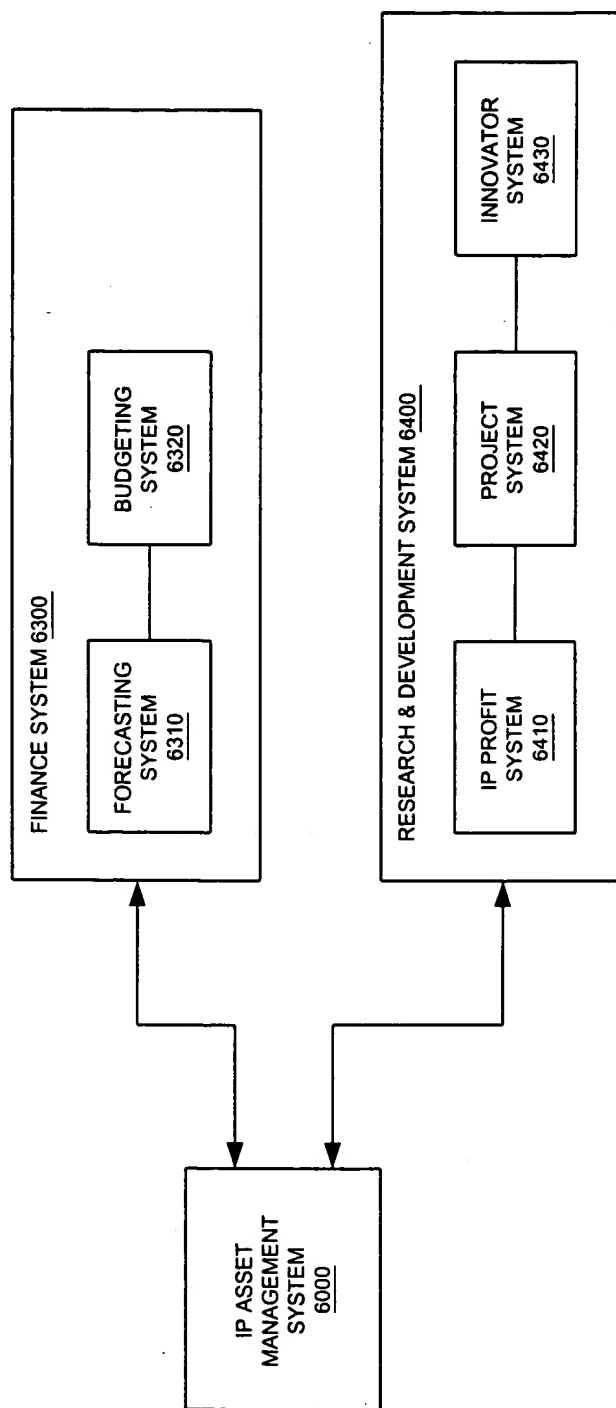 IP ASSET
MANAGEMENT
SYSTEM
6000
FINANCE SYSTEM 6300
FORECASTING
SYSTEM
6310
BUDGETING
SYSTEM
6320
RESEARCH & DEVELOPMENT SYSTEM 6400
IP PROFIT
SYSTEM
6410
PROJECT
SYSTEM
6420
INNOVATOR
SYSTEM
6430